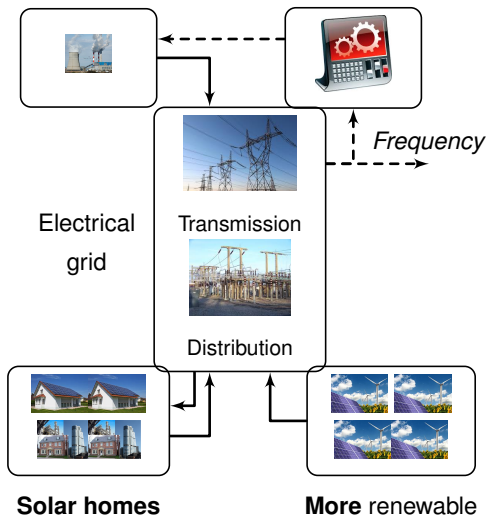 Frequency
Transmission
Electrical
grid
Distribution
Solar homes
More renewable